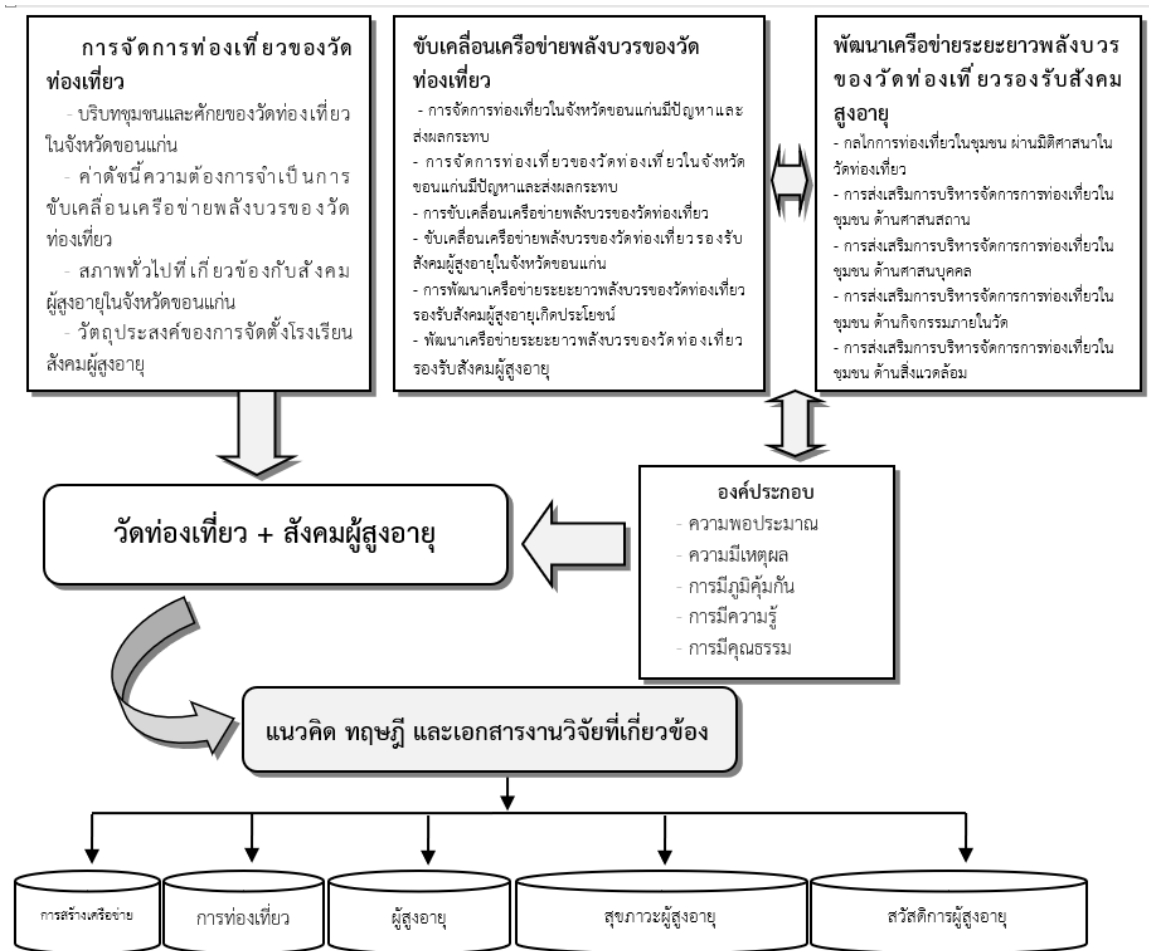 การจัดการท่องเที่ยวของวัด
ท่องเที่ยว
- บริบทชุมชนและศักยของวัดท่องเที่ยว
ในจังหวัดขอนแก่น
- ค่าดัชนีความต้องการจำเป็นการ
ขับเคลื่อนเครือข่ายพลังบวรของวัด
ท่องเที่ยว
- สภาพทั่วไปที่เกี่ยวข้องกับสังคม
ผู้สูงอายุในจังหวัดขอนแก่น
- วัตถุประสงค์ของการจัดตั้งโรงเรียน
สังคมผู้สูงอายุ
ขับเคลื่อนเครือข่ายพลังบวรของวัด
ท่องเที่ยว
- การจัดการท่องเที่ยวในจังหวัดขอนแก่นมีปัญหาและ
ส่งผลกระทบ
- การจัดการท่องเที่ยวของวัดท่องเที่ยวในจังหวัด
ขอนแก่นมีปัญหาและส่งผลกระทบ
- การขับเคลื่อนเครือข่ายพลังบวรของวัดท่องเที่ยว
- ขับเคลื่อนเครือข่ายพลังบวรของวัดท่องเที่ยวรองรับ
สังคมผู้สูงอายุในจังหวัดขอนแก่น
- การพัฒนาเครือข่ายระยะยาวพลังบวรของวัดท่องเที่ยว
รองรับสังคมผู้สูงอายุเกิดประโยชน์
- พัฒนาเครือข่ายระยะยาวพลังบวรของวัดท่องเที่ยว
รองรับสังคมผู้สูงอายุ
พัฒนาเครือข่ายระยะยาวพลังบวร
ของวัดท่องเที่ยวรองรับสังคม
สูงอายุ
- กลไกการท่องเที่ยวในชุมชน ผ่านมิติศาสนาใน
วัดท่องเที่ยว
- การส่งเสริมการบริหารจัดการการท่องเที่ยวใน
ชุมชน ด้านศาสนสถาน
- การส่งเสริมการบริหารจัดการการท่องเที่ยวใน
ชุมชน ด้านศาสนบุคคล
- การส่งเสริมการบริหารจัดการการท่องเที่ยวใน
ชุมชน ด้านกิจกรรมภายในวัด
- การส่งเสริมการบริหารจัดการการท่องเที่ยวใน
ชุมชน ด้านสิ่งแวดล้อม
วัดท่องเที่ยว + สังคมผู้สูงอายุ
องค์ประกอบ
- ความพอประมาณ
- ความมีเหตุผล
- การมีภูมิคุ้มกัน
- การมีความรู้
- การมีคุณธรรม
แนวคิด ทฤษฎี และเอกสารงานวิจัยที่เกี่ยวข้อง
การสร้างเครือข่าย
การท่องเที่ยว
ผู้สูงอายุ
สุขภาวะผู้สูงอายุ
สวัสดิการผู้สูงอายุ